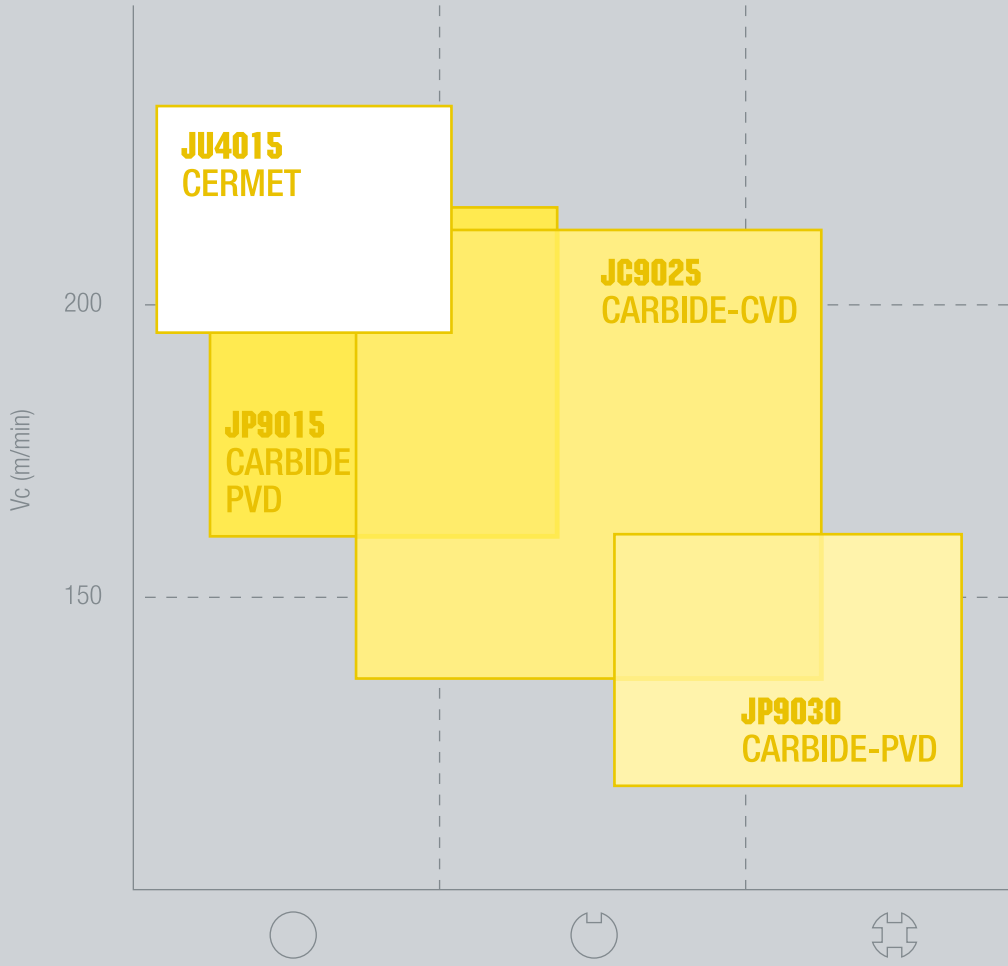 JU4015
CERMET
JC9025
CARBIDE-CVD
200
JP9015
CARBIDE
PVD
Vc (m/min)
150
JP9030
CARBIDE-PVD